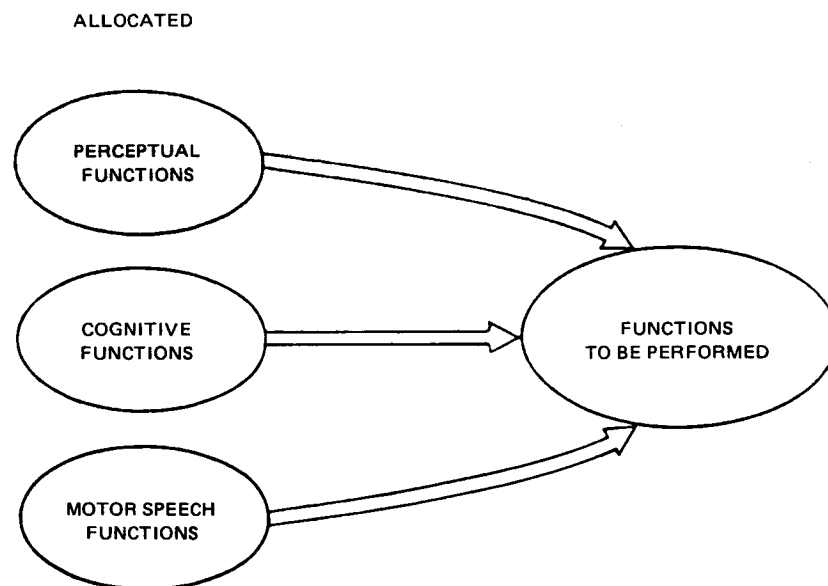 ALLOCATED
PERCEPTUAL
FUNCTIONS
COGNITIVE
FUNCTIONS
FUNCTIONS
TO BE PERFORMED
MOTOR SPEECH
FUNCTIONS